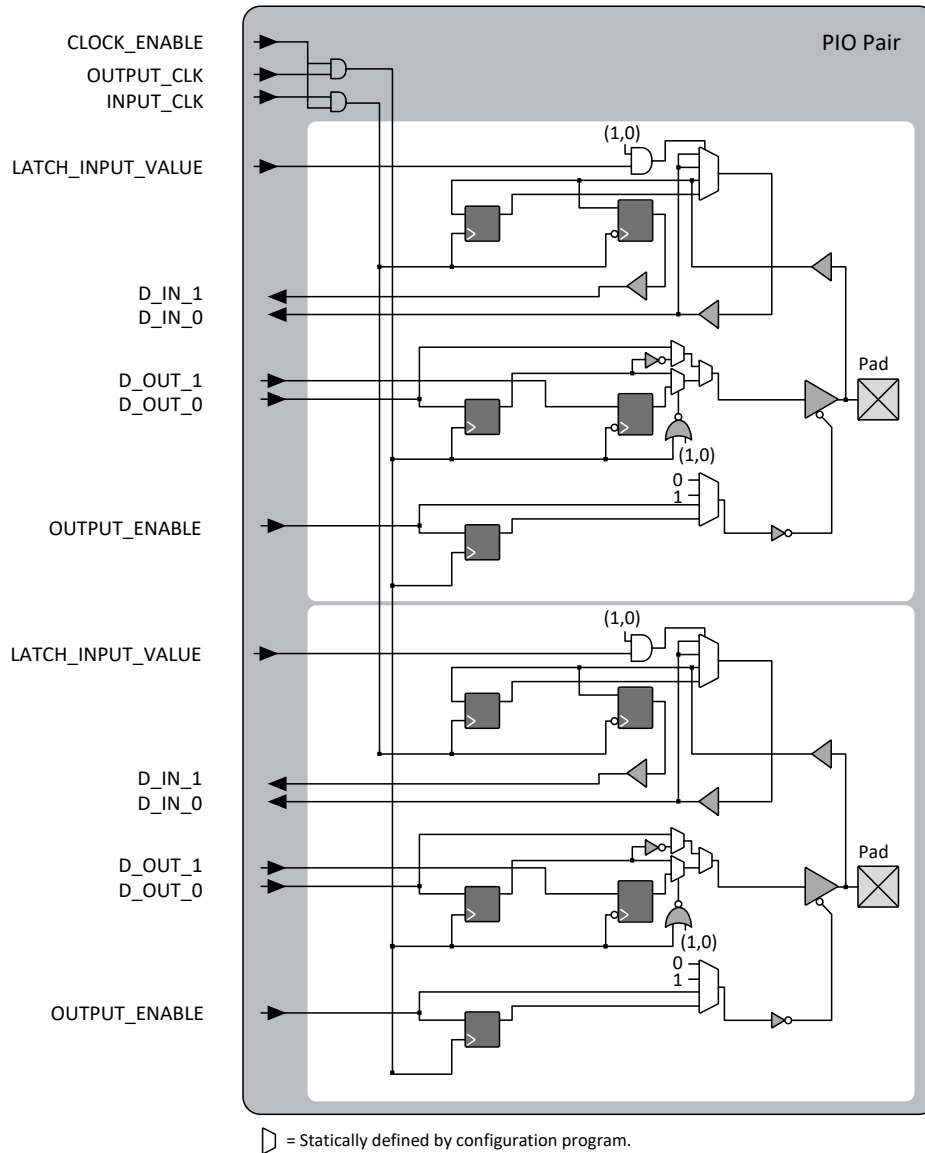 CLOCK_ENABLE
PIO Pair
OUTPUT_CLK
INPUT_CLK
(1,0)
LATCH_INPUT_VALUE
D_IN_1
D_IN_0
Pad
D_OUT_1
D_OUT_0
(1,0)
0
1
OUTPUT_ENABLE
(1,0)
LATCH_INPUT_VALUE
D_IN_1
D_IN_0
Pad
D_OUT_1
D_OUT_0
(1,0)
0
1
OUTPUT_ENABLE
= Statically defined by configuration program.